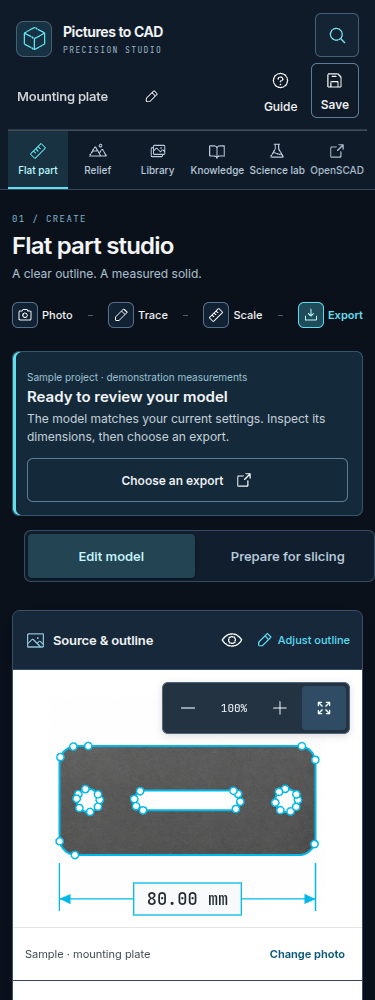 Pictures to CAD
PRECISION STUDIO
Mounting plate
Guide
Save
Flat part
Relief
Library
Knowledge
Science lab
OpenSCAD
01 / CREATE
Flat part studio
A clear outline. A measured solid.
Photo – Trace – Scale – Export
Sample project · demonstration measurements
Ready to review your model
The model matches your current settings. Inspect its
dimensions, then choose an export.
Choose an export
Edit model
Prepare for slicing
Source & outline
Adjust outline
100%
80.00 mm
Sample · mounting plate
Change photo